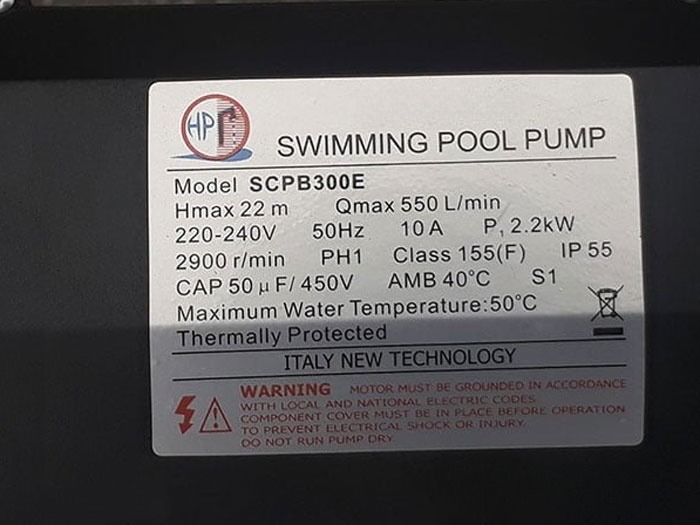 HP
SWIMMING POOL PUMP
Model SCPB300E
Hmax 22 m Qmax 550 L/min
220-240V 50Hz 10 A P, 2.2kW
2900 r/min PH1 Class 155(F) IP 55
CAP 50 μ F/ 450V AMB 40°C S1
Maximum Water Temperature:50°C
Thermally Protected
ITALY NEW TECHNOLOGY
WARNING MOTOR MUST BE GROUNDED IN ACCORDANCE
WITH LOCAL AND NATIONAL ELECTRIC CODES
COMPONENT COVER MUST BE IN PLACE BEFORE OPERATION
TO PREVENT ELECTRICAL SHOCK OR INJURY.
DO NOT RUN PUMP DRY